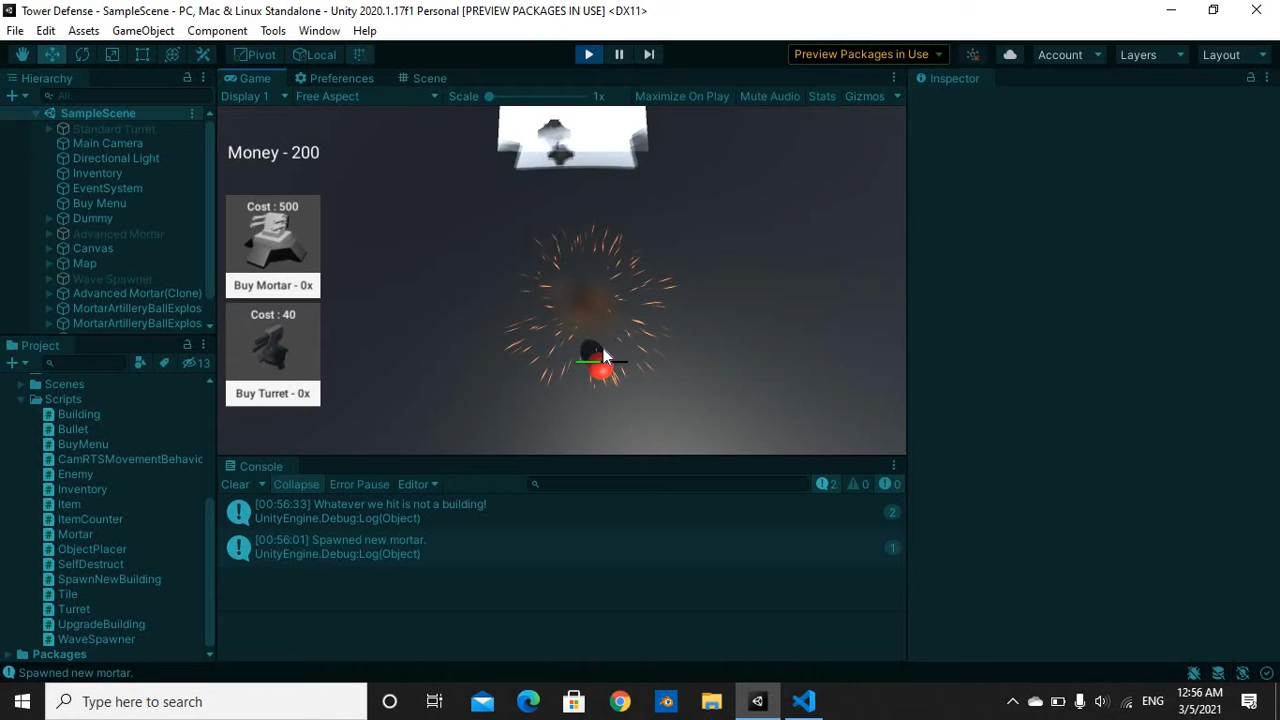 Tower Defense - SampleScene - PC, Mac & Linux Standalone - Unity 2020.1.17f1 Personal [PREVIEW PACKAGES IN USE] <DX11>
File Edit Assets GameObject Component Tools Window Help
Pivot Local Preview Packages in Use Account Layers Layout
Hierarchy
All
SampleScene
Standard Turret
Main Camera
Directional Light
Inventory
EventSystem
Buy Menu
Dummy
Advanced Mortar
Canvas
Map
Wave Spawner
Advanced Mortar(Clone)
MortarArtilleryBallExplos
MortarArtilleryBallExplos
Project
13
Scenes
Scripts
Building
Bullet
BuyMenu
CamRTSMovementBehavic
Enemy
Inventory
Item
ItemCounter
Mortar
ObjectPlacer
SelfDestruct
SpawnNewBuilding
Tile
Turret
UpgradeBuilding
WaveSpawner
Packages
Game Preferences Scene
Display 1 Free Aspect Scale 1x Maximize On Play Mute Audio Stats Gizmos
Money - 200
Cost : 500
Buy Mortar - 0x
Cost : 40
Buy Turret - 0x
Console
Clear Collapse Error Pause Editor 2 0 0
[00:56:33] Whatever we hit is not a building!
UnityEngine.Debug:Log(Object)
2
[00:56:01] Spawned new mortar.
UnityEngine.Debug:Log(Object)
1
Inspector
Spawned new mortar.
Type here to search
ENG
12:56 AM
3/5/2021